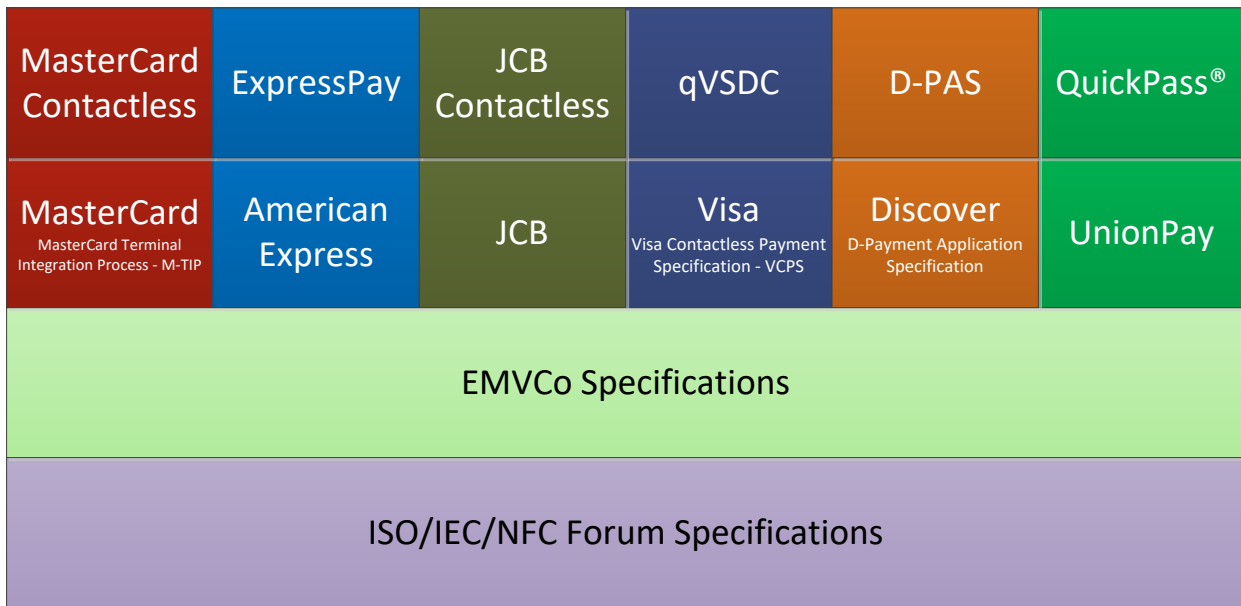 MasterCard
Contactless
ExpressPay
JCB
Contactless
qVSDC
D-PAS
QuickPass®
MasterCard
MasterCard Terminal
Integration Process - M-TIP
American
Express
JCB
Visa
Visa Contactless Payment
Specification - VCPS
Discover
D-Payment Application
Specification
UnionPay
EMVCo Specifications
ISO/IEC/NFC Forum Specifications